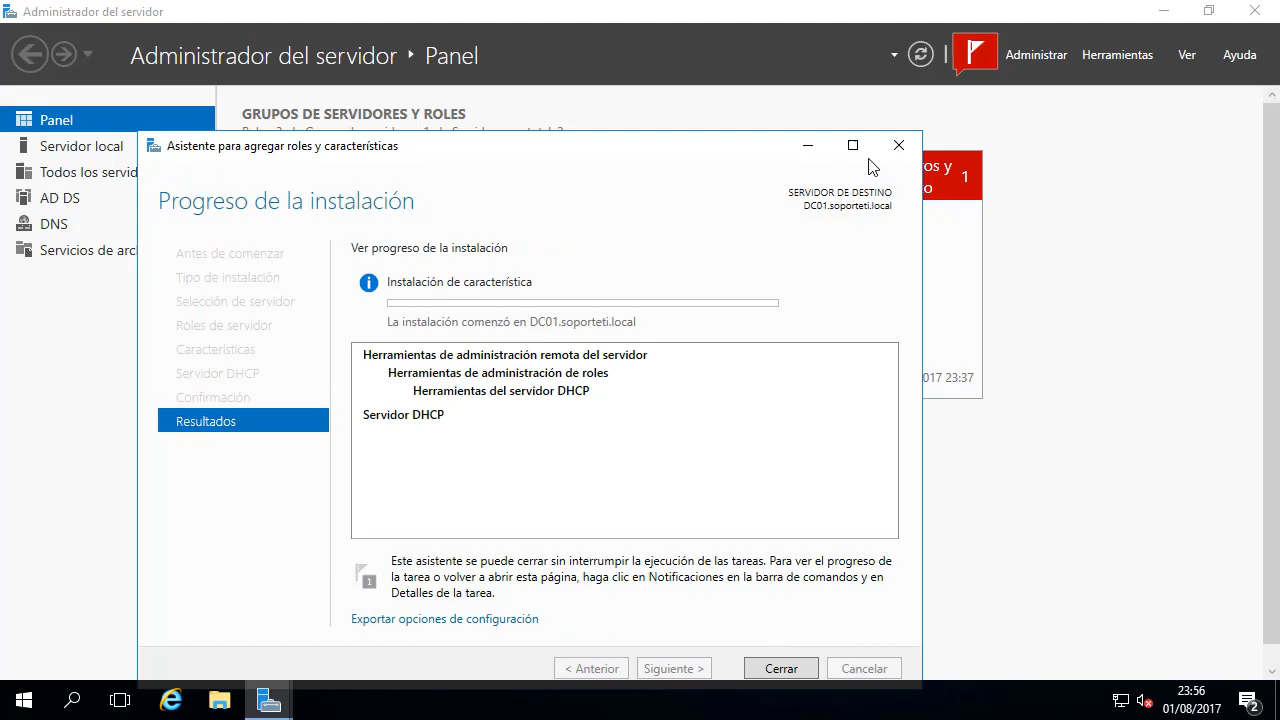 Administrador del servidor
Administrador del servidor ‣ Panel
Administrar
Herramientas
Ver
Ayuda
Panel
Servidor local
Todos los servid
AD DS
DNS
Servicios de arc
GRUPOS DE SERVIDORES Y ROLES
os y
o
1
017 23:37
Asistente para agregar roles y características
Progreso de la instalación
SERVIDOR DE DESTINO
DC01.soporteti.local
Antes de comenzar
Tipo de instalación
Selección de servidor
Roles de servidor
Características
Servidor DHCP
Confirmación
Resultados
Ver progreso de la instalación
Instalación de característica
La instalación comenzó en DC01.soporteti.local
Herramientas de administración remota del servidor
Herramientas de administración de roles
Herramientas del servidor DHCP
Servidor DHCP
1
Este asistente se puede cerrar sin interrumpir la ejecución de las tareas. Para ver el progreso de
la tarea o volver a abrir esta página, haga clic en Notificaciones en la barra de comandos y en
Detalles de la tarea.
Exportar opciones de configuración
< Anterior
Siguiente >
Cerrar
Cancelar
23:56
01/08/2017
2